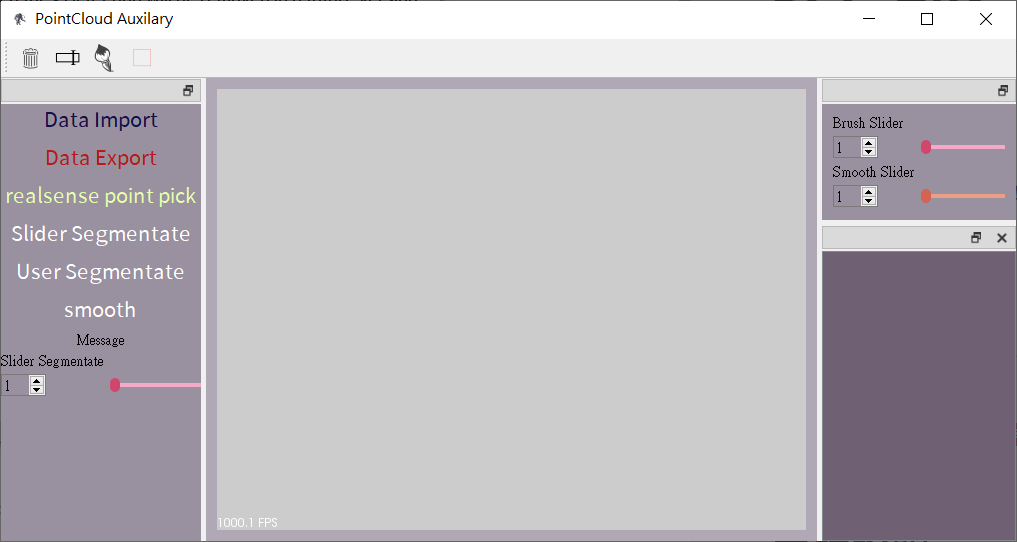 PointCloud Auxilary
Data Import
Data Export
realsense point pick
Slider Segmentate
User Segmentate
smooth
Message
Slider Segmentate
1
1000.1 FPS
Brush Slider
1
Smooth Slider
1